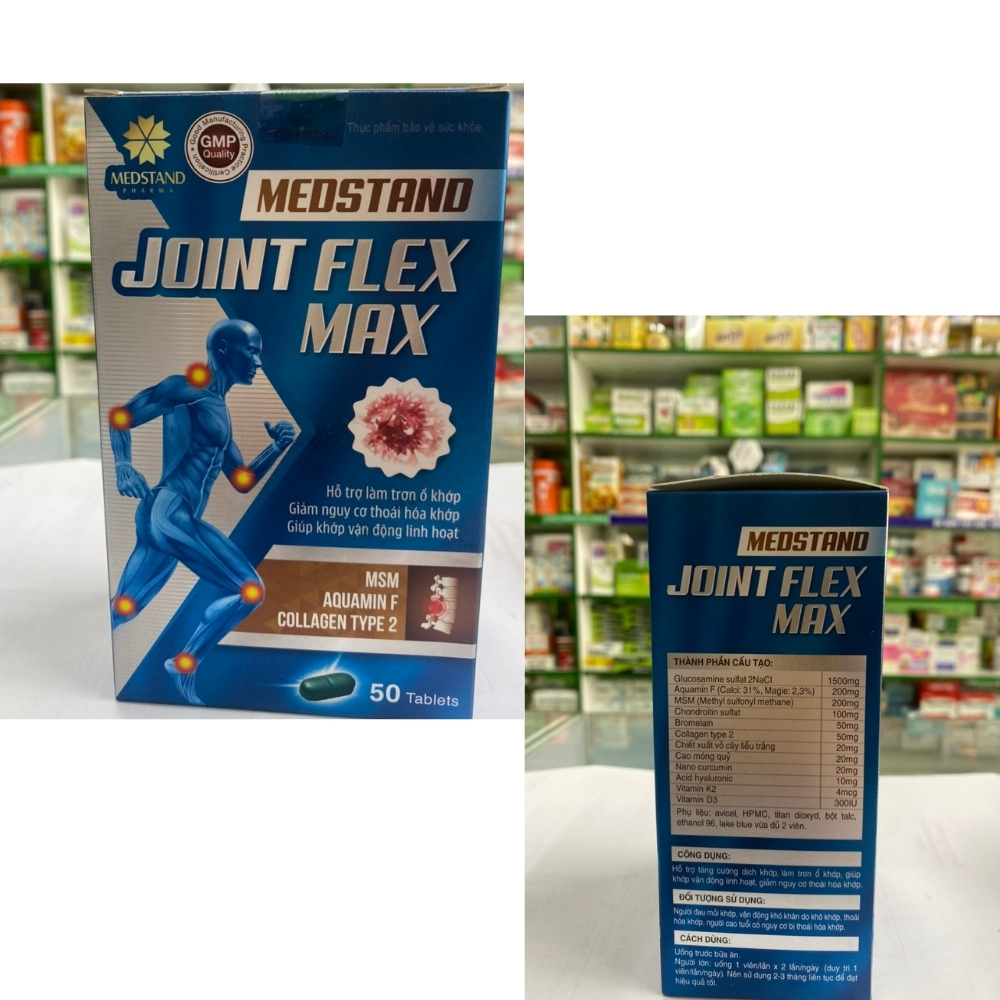 MEDSTAND
PHARMA
Good Manufacturing Practice Certification
GMP
Quality
Thực phẩm bảo vệ sức khỏe
MEDSTAND
JOINT FLEX
MAX
Hỗ trợ làm trơn ổ khớp
Giảm nguy cơ thoái hóa khớp
Giúp khớp vận động linh hoạt
MSM
AQUAMIN F
COLLAGEN TYPE 2
50 Tablets
MEDSTAND
JOINT FLEX
MAX
THÀNH PHẦN CẤU TẠO:
Glucosamine sulfat 2NaCl 1500mg
Aquamin F (Calci: 31%, Magie: 2,3%) 200mg
MSM (Methyl sulfonyl methane) 200mg
Chondroitin sulfat 100mg
Bromelain 50mg
Collagen type 2 50mg
Chiết xuất vỏ cây liễu trắng 20mg
Cao móng quỷ 20mg
Nano curcumin 20mg
Acid hyaluronic 10mg
Vitamin K2 4mcg
Vitamin D3 300IU
Phụ liệu: avicel, HPMC, titan dioxyd, bột talc,
ethanol 96, lake blue vừa đủ 2 viên.
CÔNG DỤNG:
Hỗ trợ tăng cường dịch khớp, làm trơn ổ khớp, giúp
khớp vận động linh hoạt, giảm nguy cơ thoái hóa khớp.
ĐỐI TƯỢNG SỬ DỤNG:
Người đau mỏi khớp, vận động khó khăn do khô khớp, thoái
hóa khớp, người cao tuổi có nguy cơ bị thoái hóa khớp.
CÁCH DÙNG:
Uống trước bữa ăn.
Người lớn: uống 1 viên/lần x 2 lần/ngày (duy trì 1
viên/lần/ngày). Nên sử dụng 2-3 tháng liên tục để đạt
hiệu quả tốt.